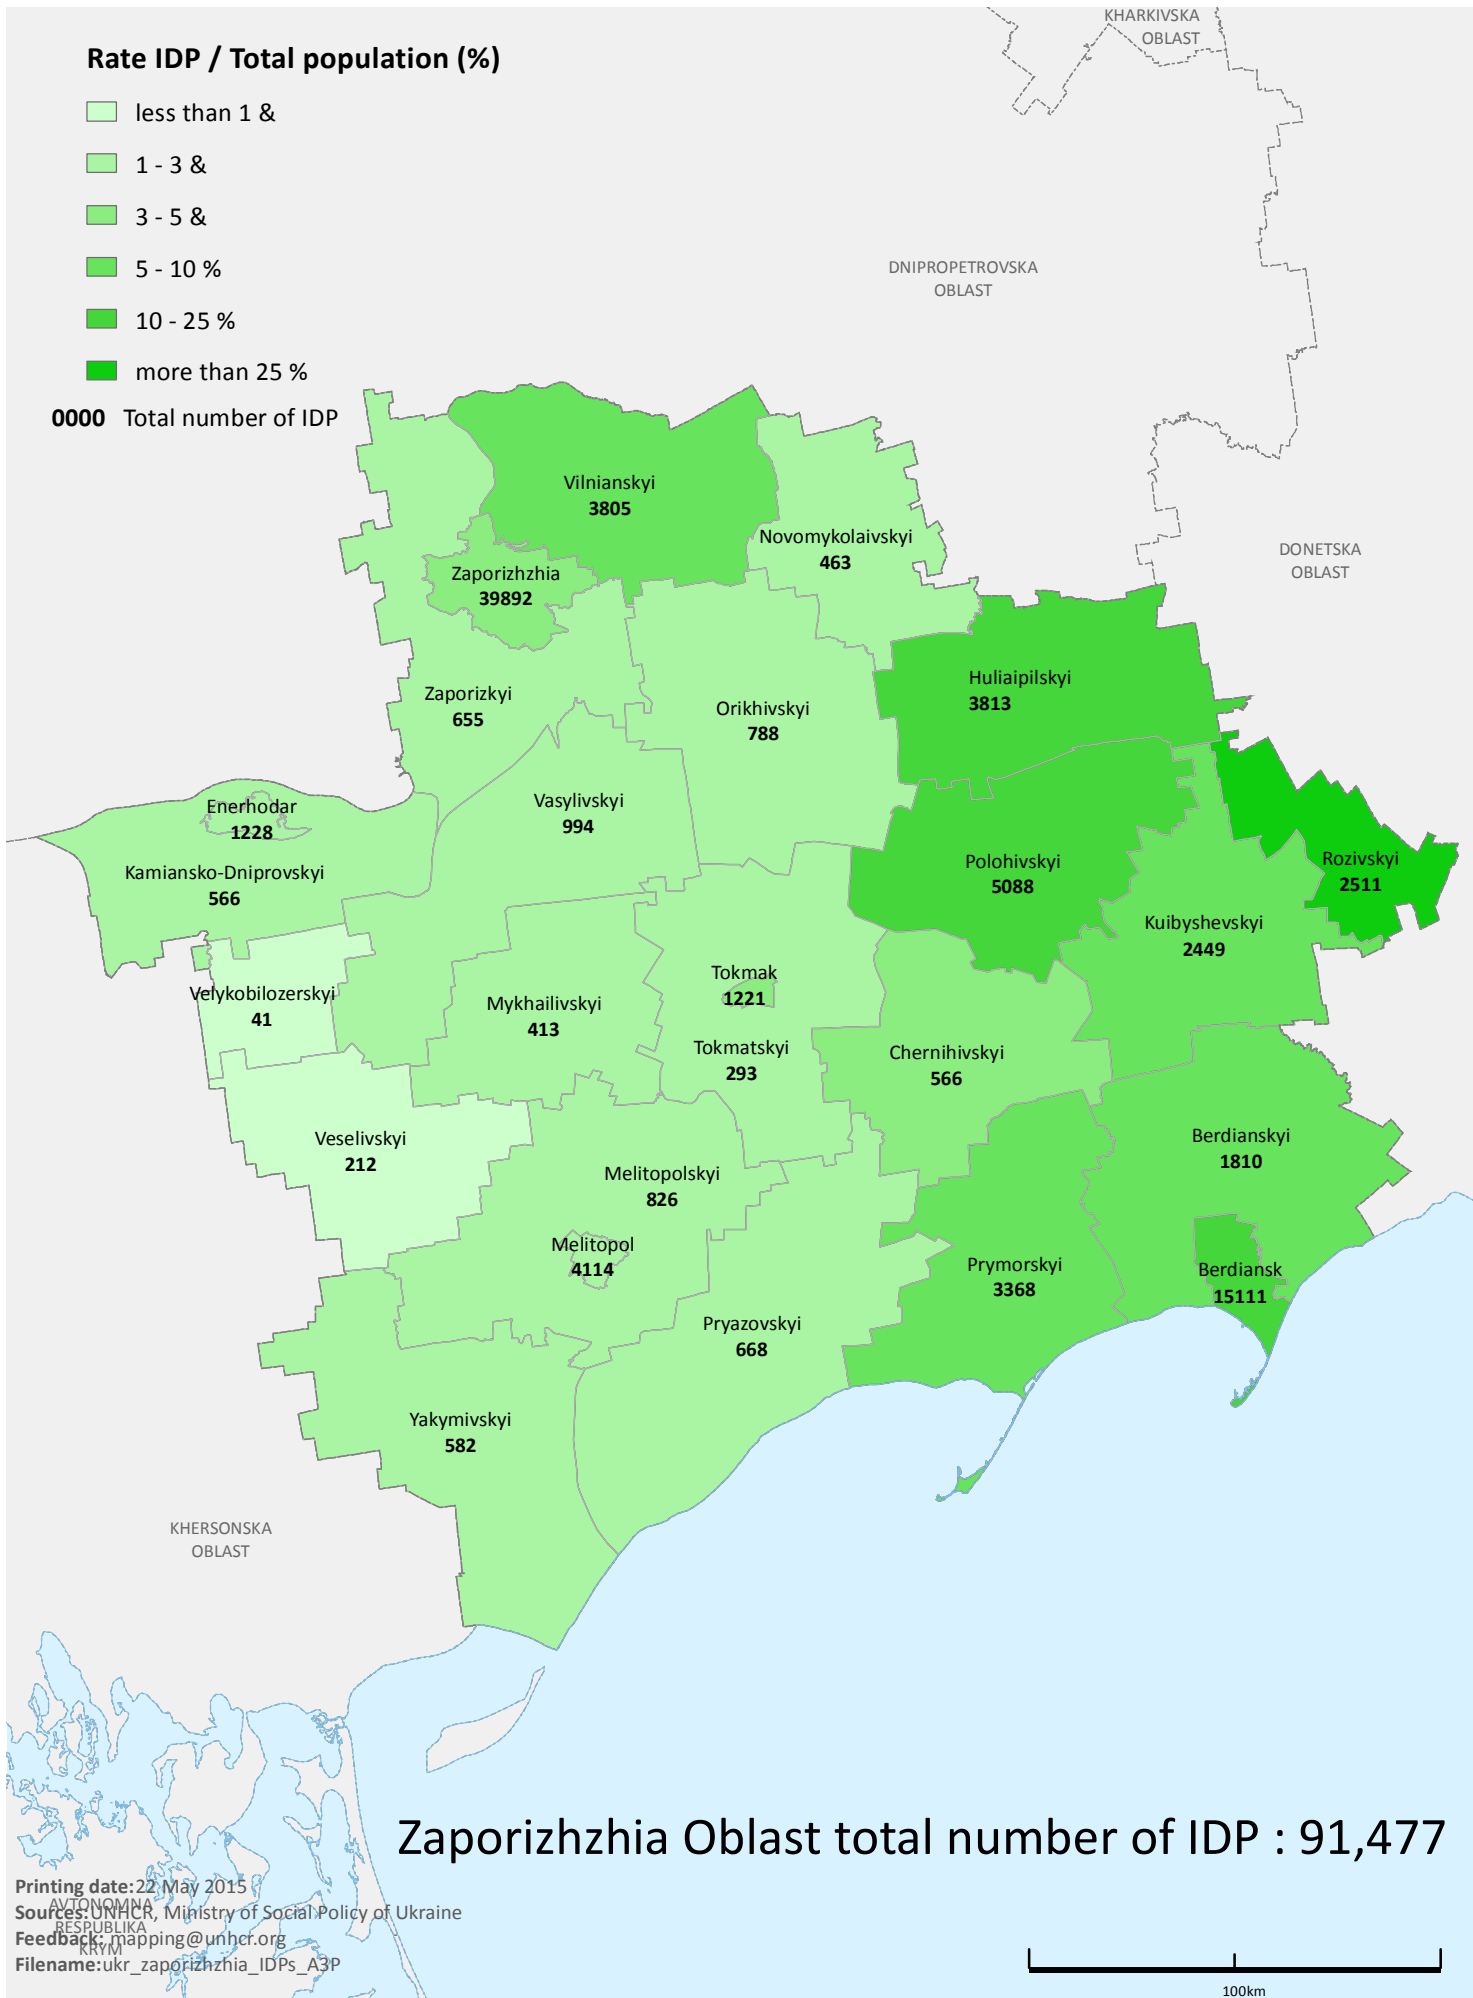 KHARKIVSKA
OBLAST
Rate IDP / Total population (%)
less than 1 &
1 - 3 &
3 - 5 &
5 - 10 %
10 - 25 %
more than 25 %
0000 Total number of IDP
DNIPROPETROVSKA
OBLAST
DONETSKA
OBLAST
Vilnianskyi
3805
Novomykolaivskyi
463
Zaporizhzhia
39892
Zaporizkyi
655
Orikhivskyi
788
Huliaipilskyi
3813
Enerhodar
1228
Vasylivskyi
994
Kamiansko-Dniprovskyi
566
Polohivskyi
5088
Rozivskyi
2511
Kuibyshevskyi
2449
Velykobilozerskyi
41
Mykhailivskyi
413
Tokmak
1221
Tokmatskyi
293
Chernihivskyi
566
Veselivskyi
212
Melitopolskyi
826
Berdianskyi
1810
Melitopol
4114
Prymorskyi
3368
Berdiansk
15111
Pryazovskyi
668
Yakymivskyi
582
KHERSONSKA
OBLAST
Zaporizhzhia Oblast total number of IDP : 91,477
Printing date:22 May 2015
AVTONOMNA
Sources:UNHCR, Ministry of Social Policy of Ukraine
RESPUBLIKA
Feedback: mapping@unhcr.org
KRYM
Filename:ukr_zaporizhzhia_IDPs_A3P
100km